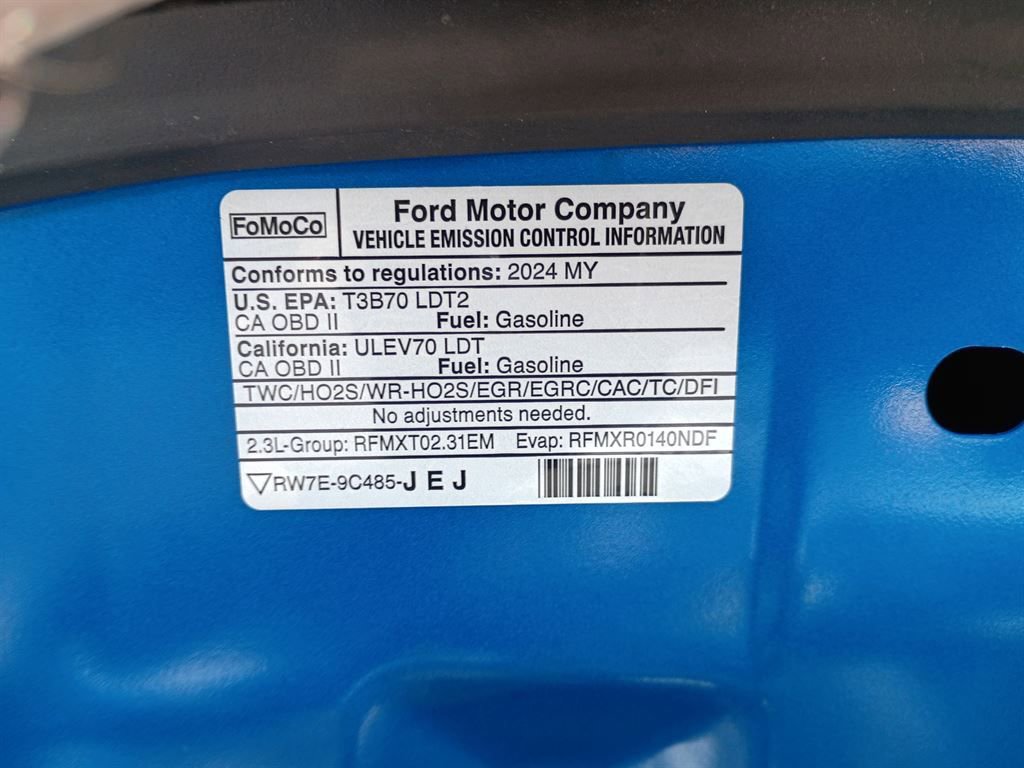 FoMoCo
Ford Motor Company
VEHICLE EMISSION CONTROL INFORMATION
Conforms to regulations: 2024 MY
U.S. EPA: T3B70 LDT2
CA OBD II Fuel: Gasoline
California: ULEV70 LDT
CA OBD II Fuel: Gasoline
TWC/HO2S/WR-HO2S/EGR/EGRC/CAC/TC/DFI
No adjustments needed.
2.3L-Group: RFMXT02.31EM Evap: RFMXR0140NDF
RW7E-9C485-J E J